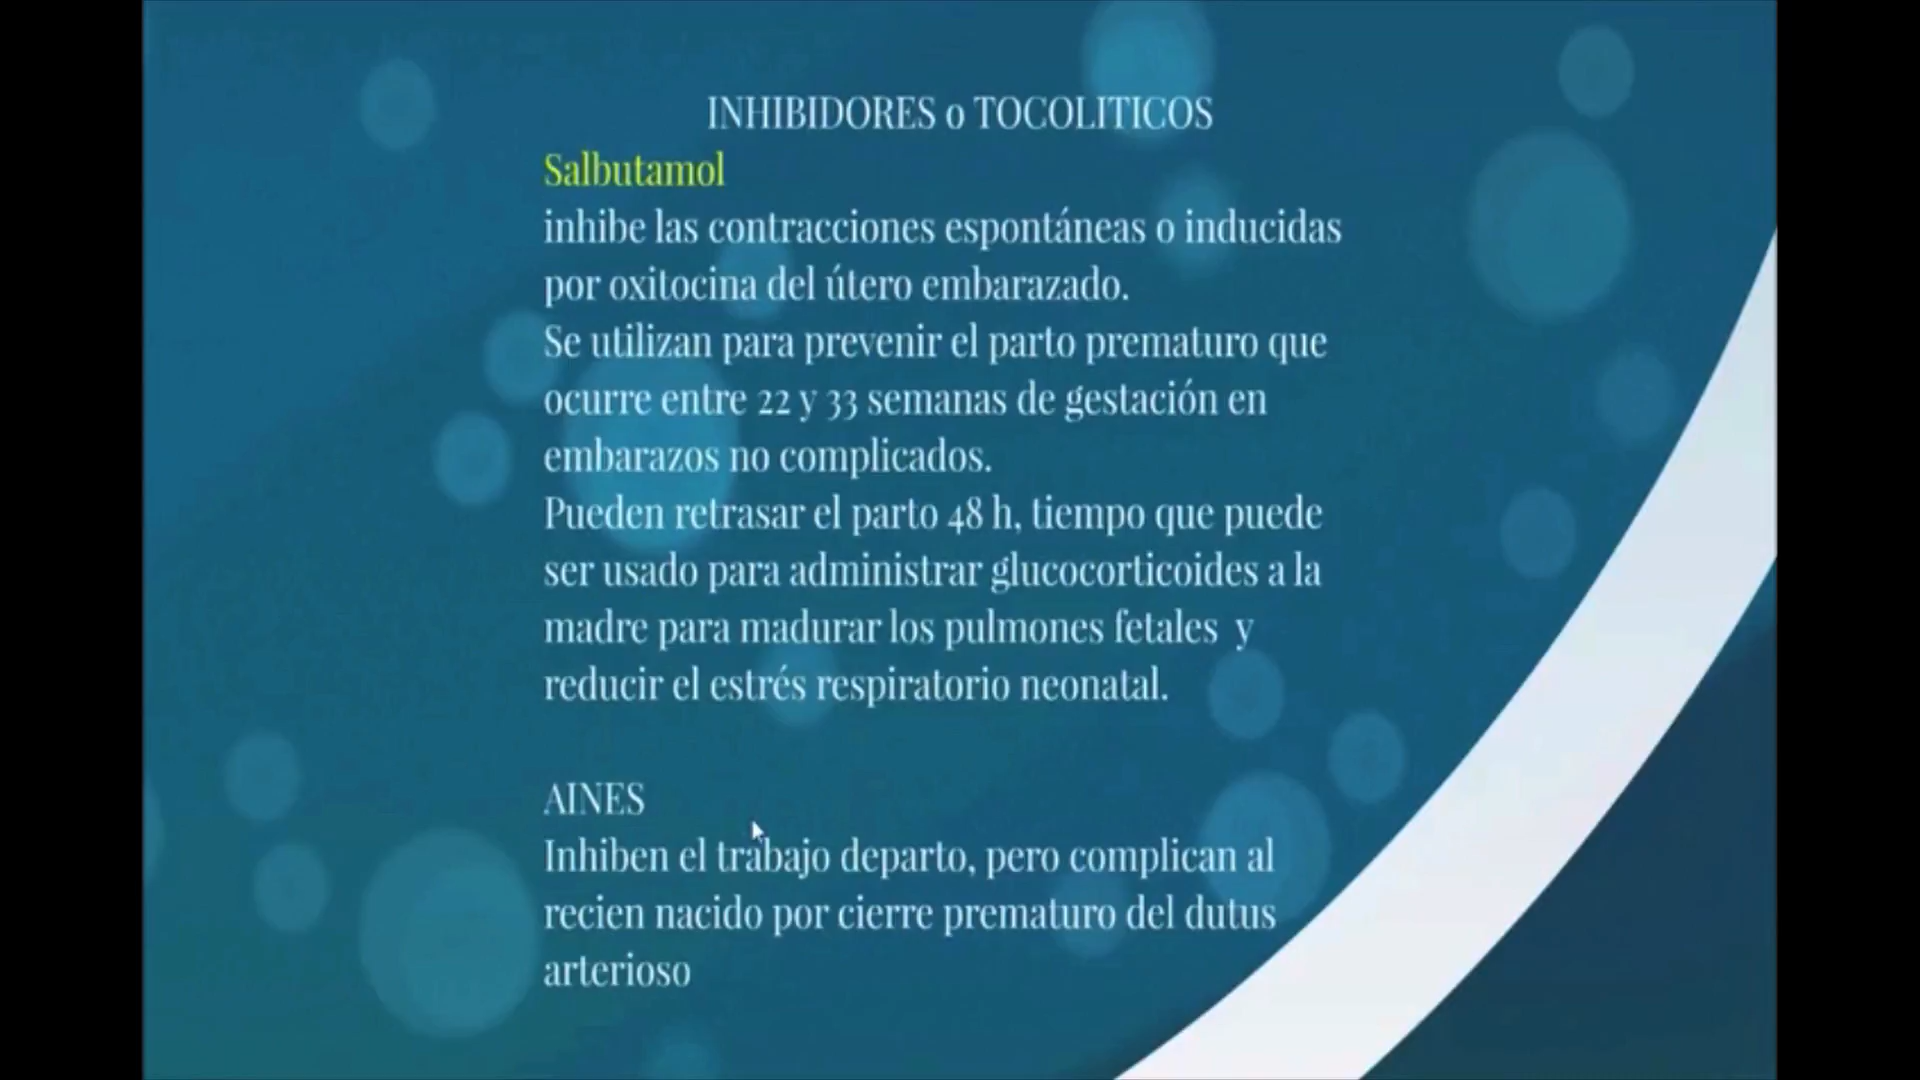 INHIBIDORES o TOCOLITICOS
Salbutamol
inhibe las contracciones espontáneas o inducidas
por oxitocina del útero embarazado.
Se utilizan para prevenir el parto prematuro que
ocurre entre 22 y 33 semanas de gestación en
embarazos no complicados.
Pueden retrasar el parto 48 h, tiempo que puede
ser usado para administrar glucocorticoides a la
madre para madurar los pulmones fetales y
reducir el estrés respiratorio neonatal.
AINES
Inhiben el trabajo departo, pero complican al
recien nacido por cierre prematuro del dutus
arterioso